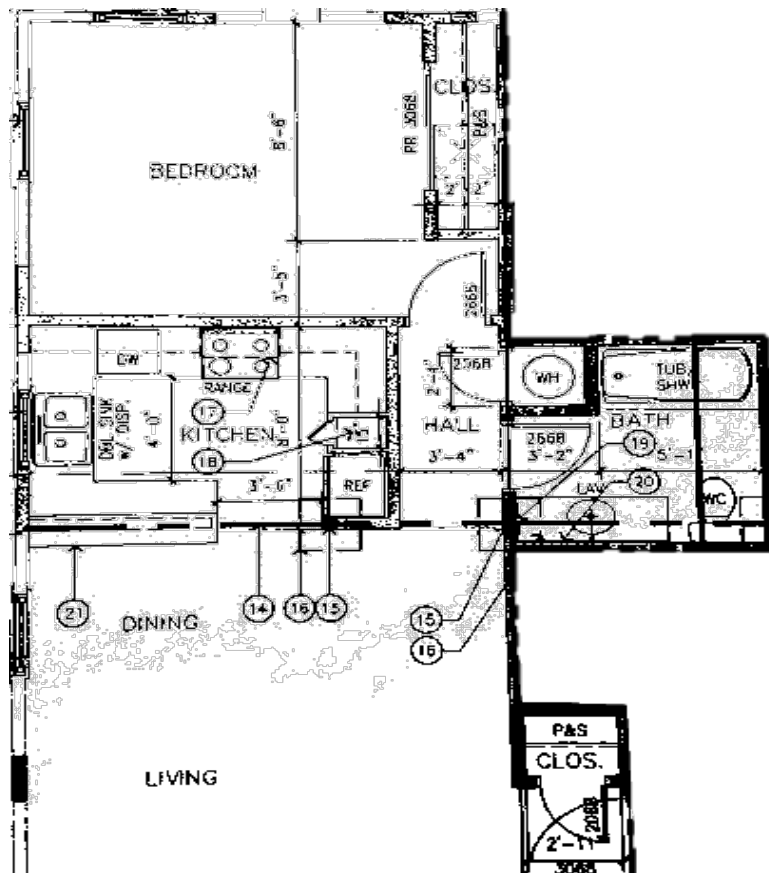 CLOS.
PR 3068
P&S
8'-6"
BEDROOM
2' 2"
3'-5"
2668
DW
RANGE
2068
WH
TUB
SHW
17
DBL. SINK
W/ DISP.
4'-0"
KITCHEN
HALL
BATH
2668
19
18
3'-4"
3'-2"
5'-1
3'-6"
REF
LAV
20
WC
21
14
16
15
DINING
15
16
P&S
LIVING
CLOS.
2068
2'-11"
3068